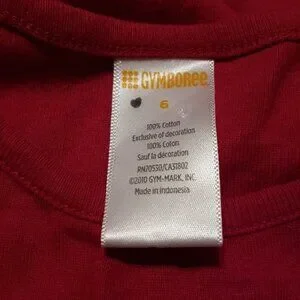 GYMBOREE
6
100% Cotton
Exclusive of decoration
100% Coton
Sauf la décoration
RN70530/CA31802
©2010 GYM-MARK, INC.
Made in Indonesia